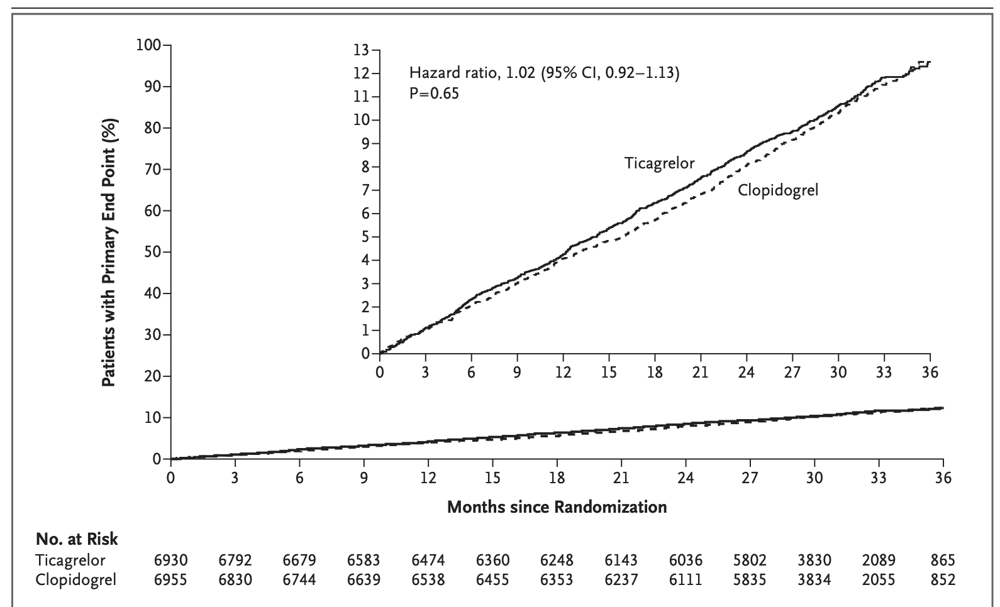 100
90
80
70
60
50
40
30
20
10
0
Patients with Primary End Point (%)
13
12
11
10
9
8
7
6
5
4
3
2
1
0
Hazard ratio, 1.02 (95% CI, 0.92–1.13)
P=0.65
Ticagrelor
Clopidogrel
0 3 6 9 12 15 18 21 24 27 30 33 36
0 3 6 9 12 15 18 21 24 27 30 33 36
Months since Randomization
No. at Risk
Ticagrelor 6930 6792 6679 6583 6474 6360 6248 6143 6036 5802 3830 2089 865
Clopidogrel 6955 6830 6744 6639 6538 6455 6353 6237 6111 5835 3834 2055 852